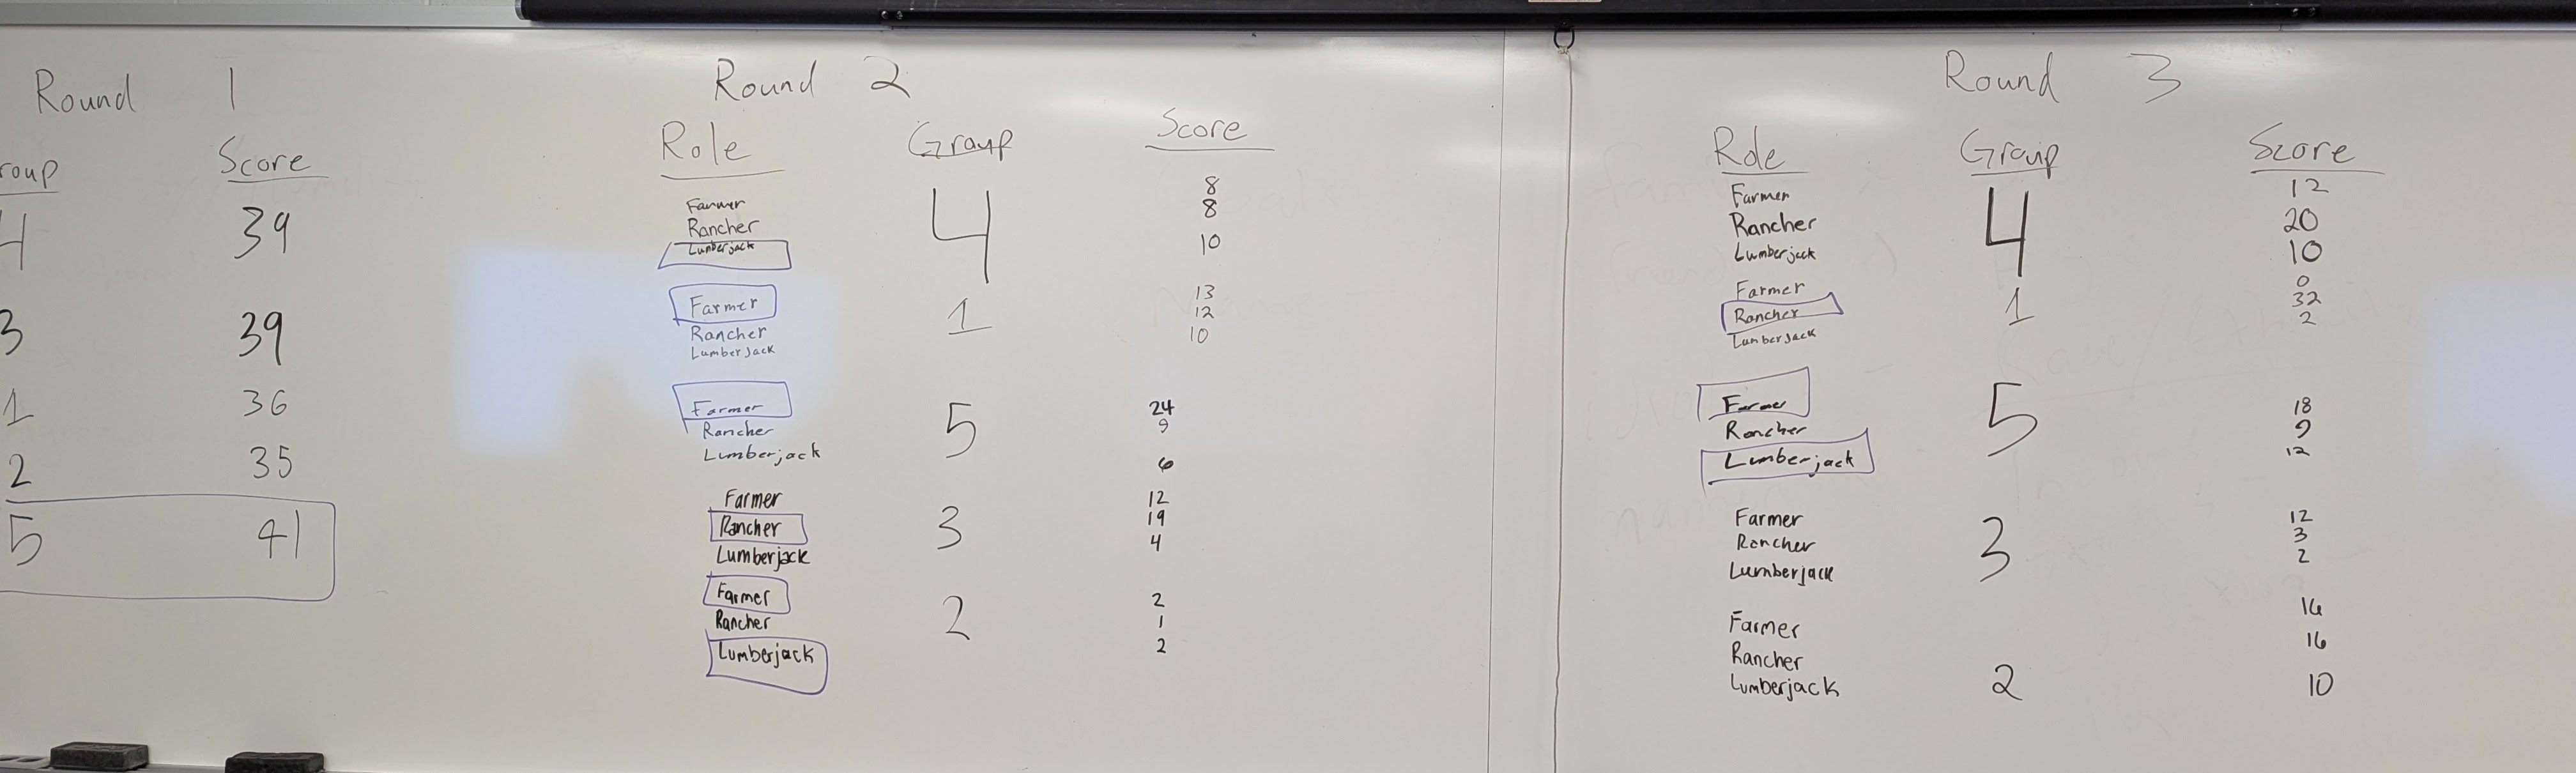 Round 1
roup Score
4 39
3 39
1 36
2 35
5 41
Round 2
Role Group Score
Farmer 8
Rancher 4 8
Lumberjack 10
Farmer 13
Rancher 1 12
Lumberjack 10
Farmer 24
Rancher 5 9
Lumberjack 6
Farmer 12
Rancher 3 19
Lumberjack 4
Farmer 2
Rancher 2 1
Lumberjack 2
Round 3
Role Group Score
Farmer 12
Rancher 4 20
Lumberjack 10
Farmer 0
Rancher 1 32
Lumberjack 2
Farmer 18
Rancher 5 9
Lumberjack 12
Farmer 12
Rancher 3 3
Lumberjack 2
Farmer 16
Rancher 16
Lumberjack 2 10